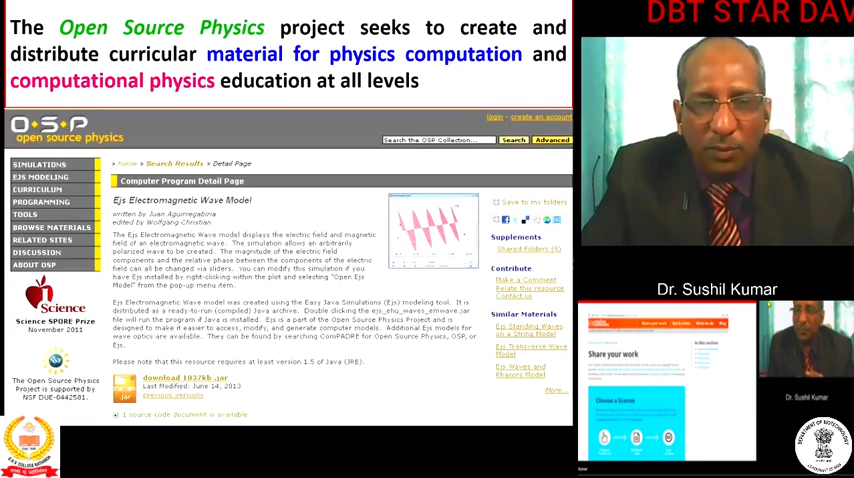 The Open Source Physics project seeks to create and
distribute curricular material for physics computation and
computational physics education at all levels
DBT STAR DAV
O·S·P
open source physics
login - create an account
Search the OSP Collection...
Search
Advanced
SIMULATIONS
EJS MODELING
CURRICULUM
PROGRAMMING
TOOLS
BROWSE MATERIALS
RELATED SITES
DISCUSSION
ABOUT OSP
Science
Science SPORE Prize
November 2011
The Open Source Physics
Project is supported by
NSF DUE-0442581.
» home » Search Results » Detail Page
Computer Program Detail Page
Ejs Electromagnetic Wave Model
written by Juan Aguirregabiria
edited by Wolfgang Christian
The Ejs Electromagnetic Wave Model displays the electric field and magnetic
field of an electromagnetic wave. The simulation allows an arbitrarily
polarized wave to be created. The magnitude of the electric field
components and the relative phase between the components of the electric
field can all be changed via sliders. You can modify this simulation if you
have Ejs installed by right-clicking within the plot and selecting "Open Ejs
Model" from the pop-up menu item.
Ejs Electromagnetic Wave model was created using the Easy Java Simulations (Ejs) modeling tool. It is
distributed as a ready-to-run (compiled) Java archive. Double clicking the ejs_ehu_waves_emwave.jar
file will run the program if Java is installed. Ejs is a part of the Open Source Physics Project and is
designed to make it easier to access, modify, and generate computer models. Additional Ejs models for
wave optics are available. They can be found by searching ComPADRE for Open Source Physics, OSP, or
Ejs.
Please note that this resource requires at least version 1.5 of Java (JRE).
.jar
download 1037kb .jar
Last Modified: June 14, 2013
previous versions
1 source code document is available
Save to my folders
Supplements
Shared Folders (5)
Contribute
Make a Comment
Relate this resource
Contact us
Similar Materials
Ejs Standing Waves
on a String Model
Ejs Transverse Wave
Model
Ejs Waves and
Phasors Model
More...
Dr. Sushil Kumar
Share your work
Choose a license
Dr. Sushil Kumar
DEPARTMENT OF BIOTECHNOLOGY